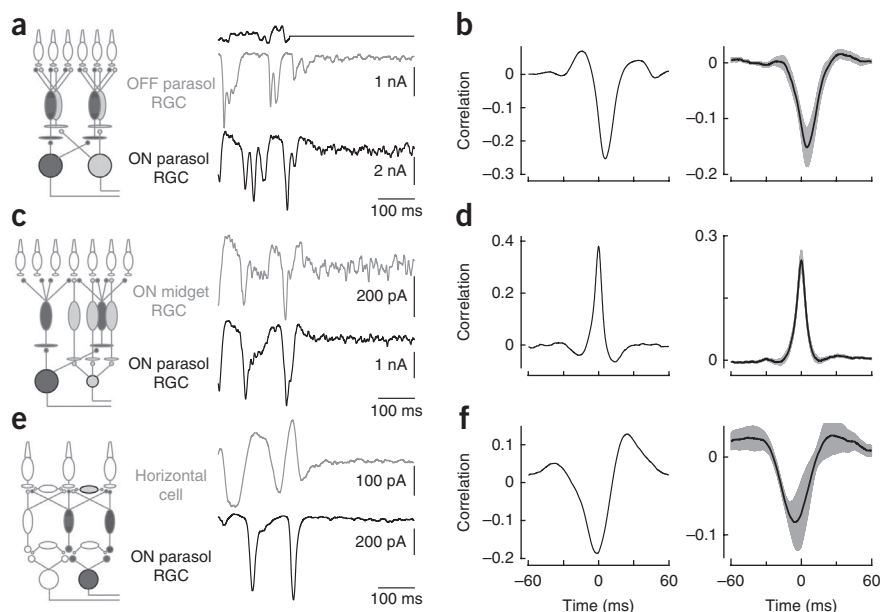 a
OFF parasol
RGC
1 nA
ON parasol
RGC
2 nA
100 ms
b
Correlation
0
–0.1
–0.2
–0.3
0
–0.1
–0.2
c
ON midget
RGC
200 pA
ON parasol
RGC
1 nA
100 ms
d
Correlation
0.4
0.2
0
0.3
0
e
Horizontal
cell
100 pA
ON parasol
RGC
200 pA
100 ms
f
Correlation
0.1
0
–0.1
–0.2
–60 0 60
Time (ms)
0
–0.1
–60 0 60
Time (ms)